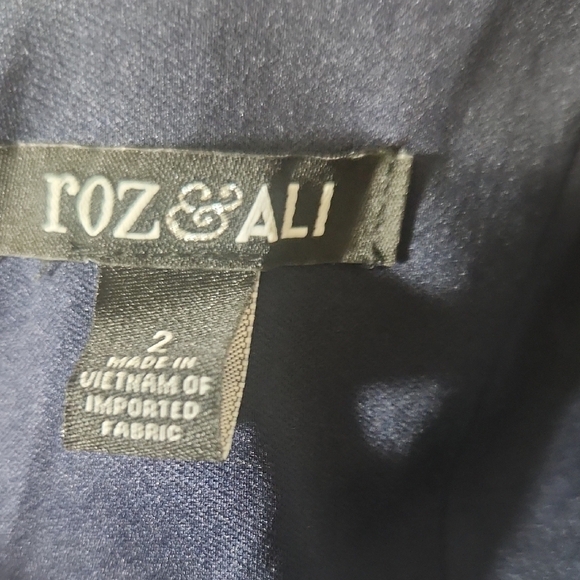 roz&ALI
2
MADE IN
VIETNAM OF
IMPORTED
FABRIC